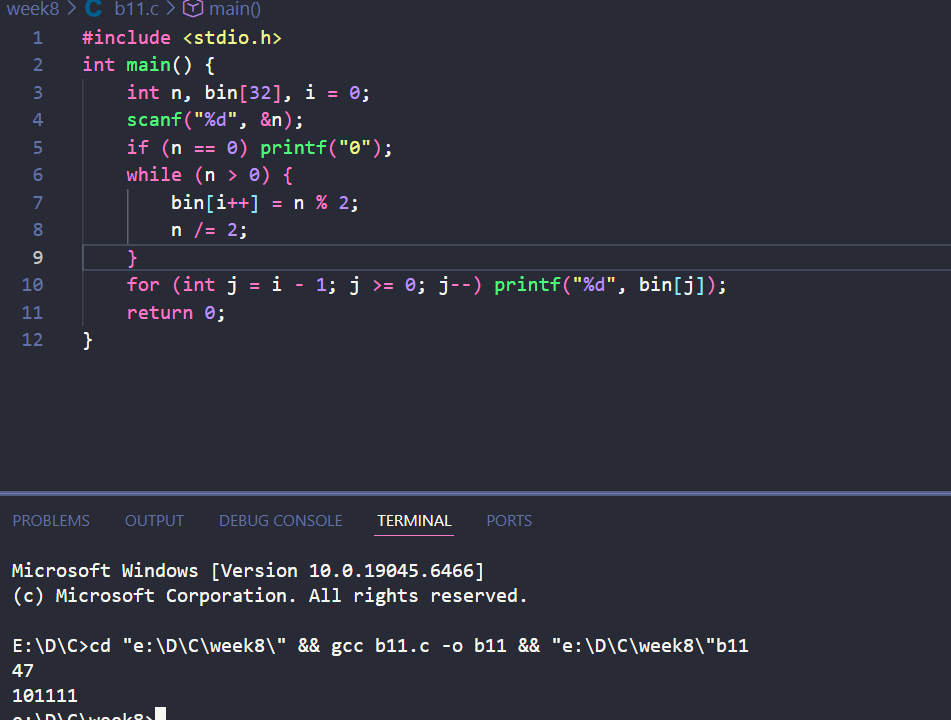 week8 > C b11.c > main()
1 #include <stdio.h>
2 int main() {
3     int n, bin[32], i = 0;
4     scanf("%d", &n);
5     if (n == 0) printf("0");
6     while (n > 0) {
7         bin[i++] = n % 2;
8         n /= 2;
9     }
10     for (int j = i - 1; j >= 0; j--) printf("%d", bin[j]);
11     return 0;
12 }
PROBLEMS OUTPUT DEBUG CONSOLE TERMINAL PORTS
Microsoft Windows [Version 10.0.19045.6466]
(c) Microsoft Corporation. All rights reserved.
E:\D\C>cd "e:\D\C\week8\" && gcc b11.c -o b11 && "e:\D\C\week8\"b11
47
101111
e:\D\C\week8>